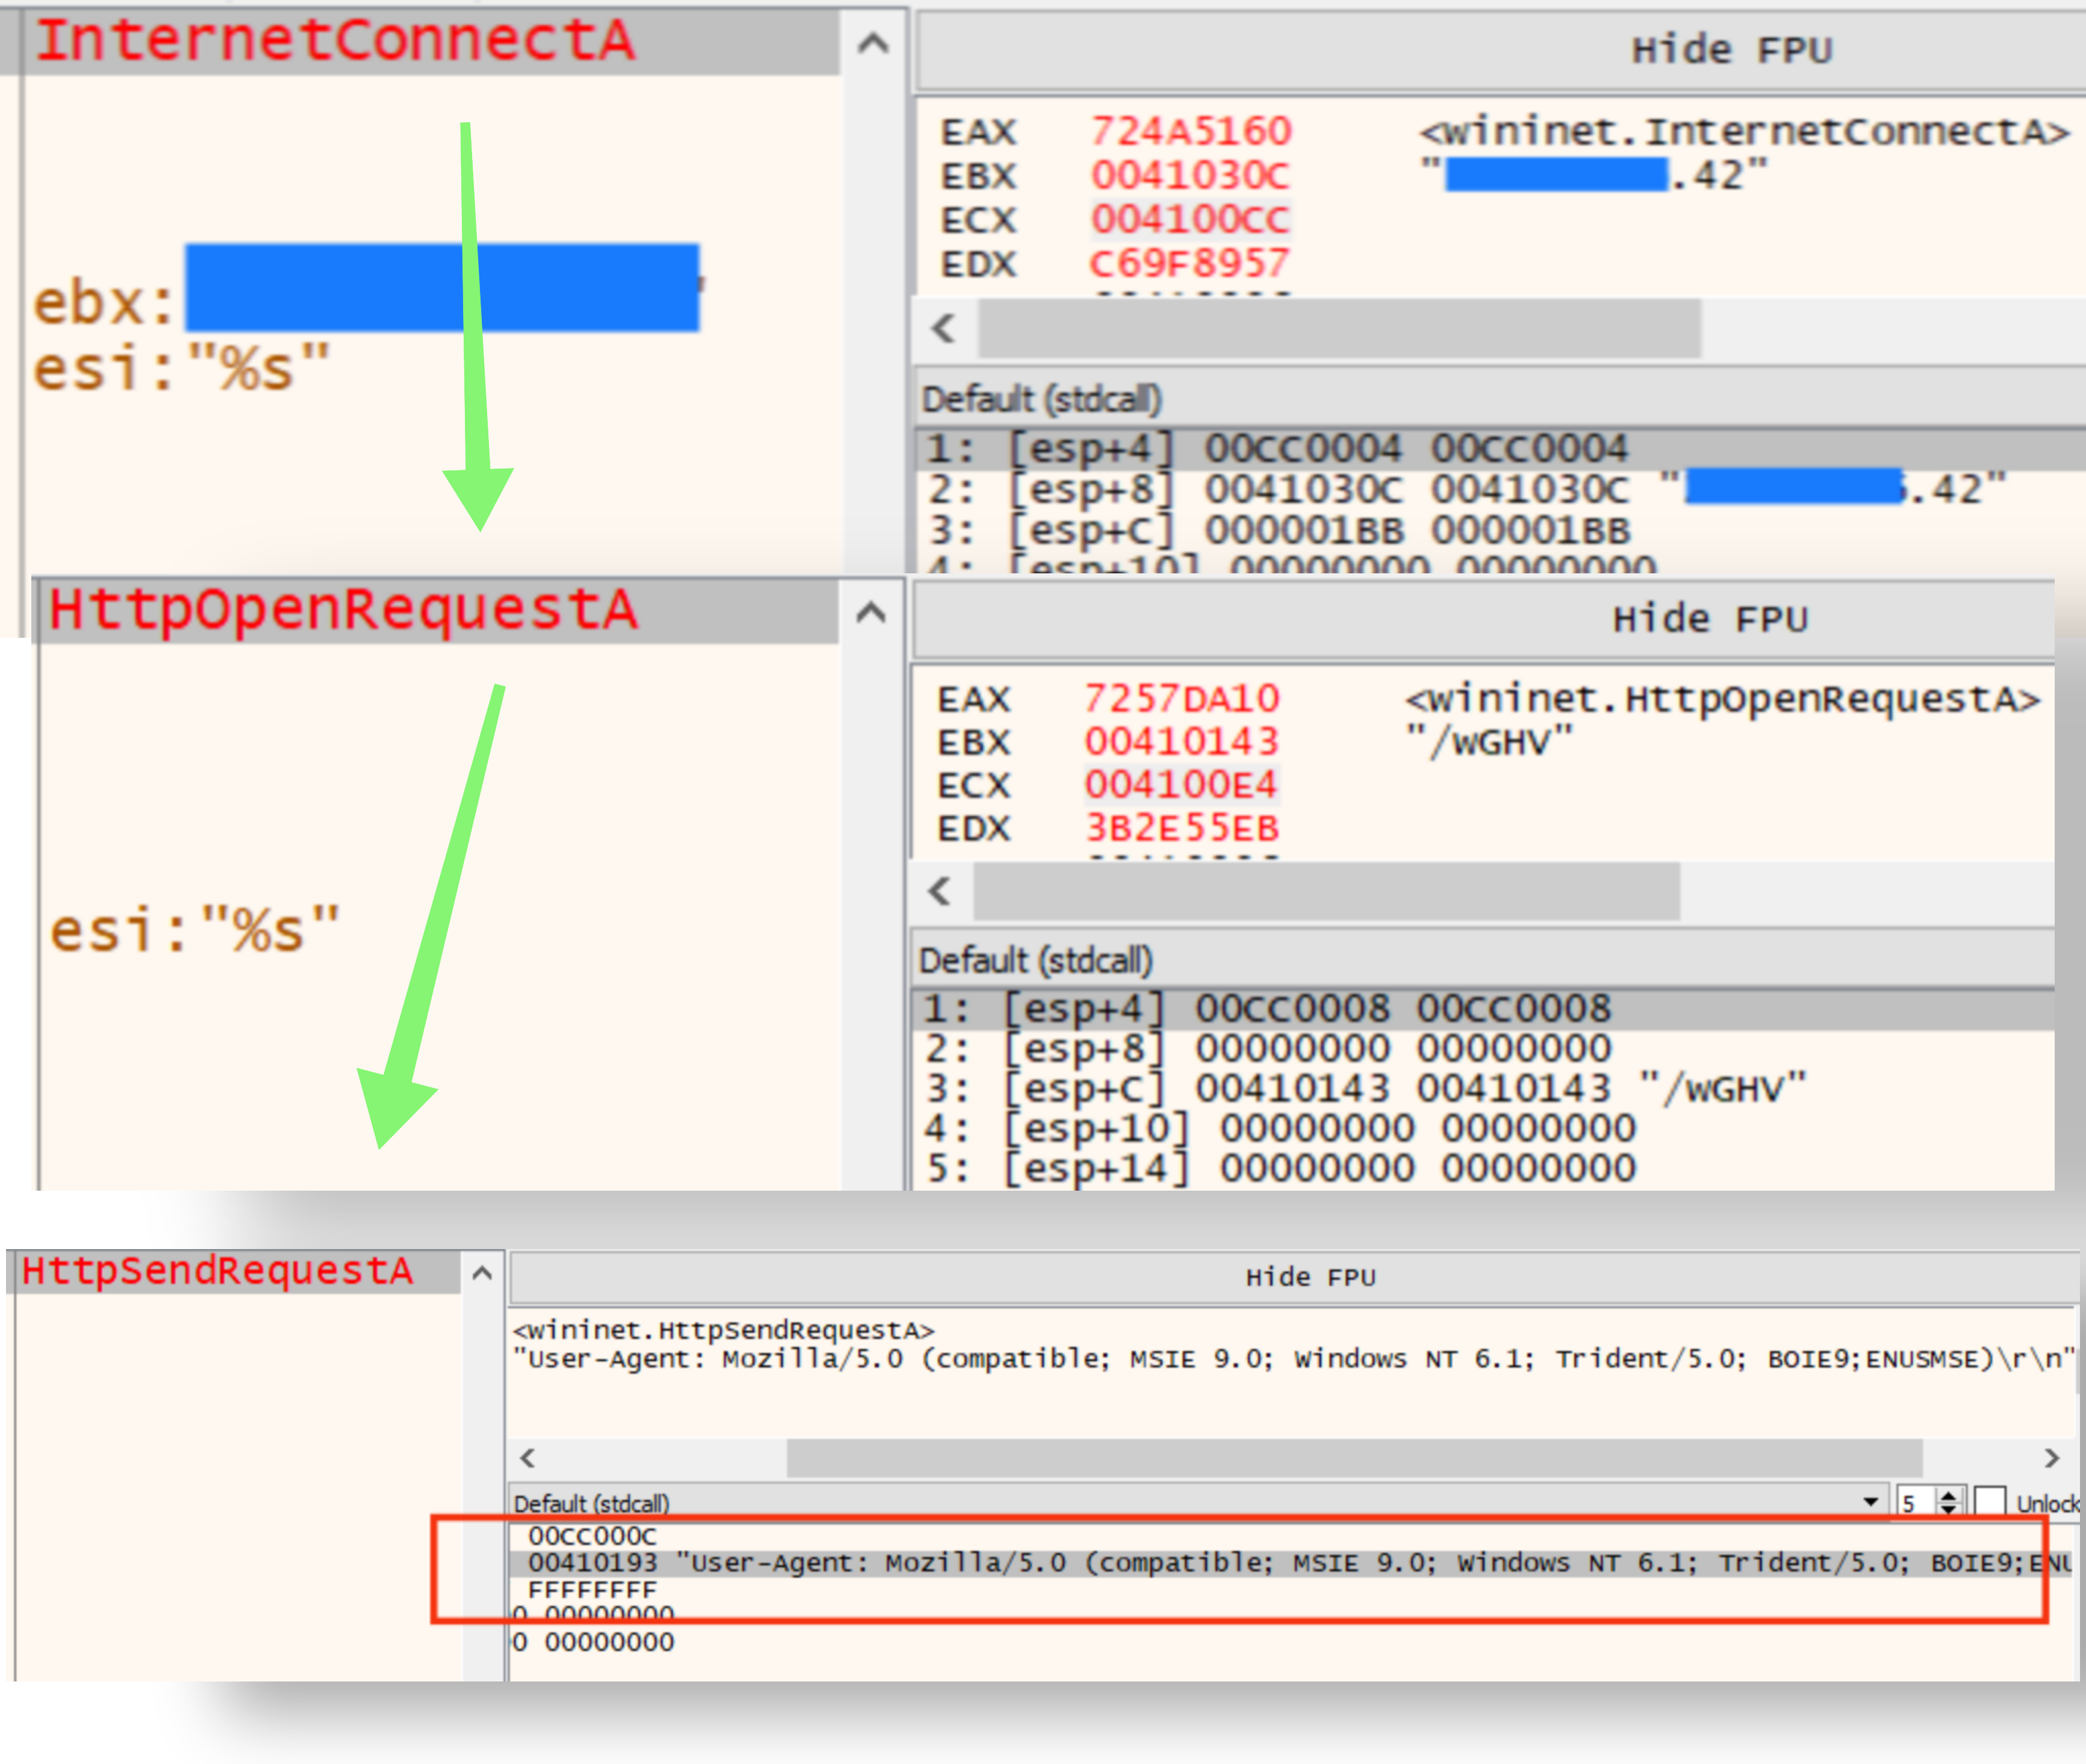 InternetConnectA
ebx:
esi:"%s"
Hide FPU
EAX 724A5160 <wininet.InternetConnectA>
EBX 0041030C ".42"
ECX 004100CC
EDX C69F8957
Default (stdcall)
1: [esp+4] 00CC0004 00CC0004
2: [esp+8] 0041030C 0041030C ".42"
3: [esp+C] 000001BB 000001BB
4: [esp+10] 00000000 00000000
HttpOpenRequestA
esi:"%s"
Hide FPU
EAX 7257DA10 <wininet.HttpOpenRequestA>
EBX 00410143 "/wGHV"
ECX 004100E4
EDX 3B2E55EB
Default (stdcall)
1: [esp+4] 00CC0008 00CC0008
2: [esp+8] 00000000 00000000
3: [esp+C] 00410143 00410143 "/wGHV"
4: [esp+10] 00000000 00000000
5: [esp+14] 00000000 00000000
HttpSendRequestA
Hide FPU
<wininet.HttpSendRequestA>
"User-Agent: Mozilla/5.0 (compatible; MSIE 9.0; Windows NT 6.1; Trident/5.0; BOIE9;ENUSMSE)\r\n"
Default (stdcall) 5 Unlock
00CC000C
00410193 "User-Agent: Mozilla/5.0 (compatible; MSIE 9.0; Windows NT 6.1; Trident/5.0; BOIE9;ENU
FFFFFFFF
0 00000000
0 00000000